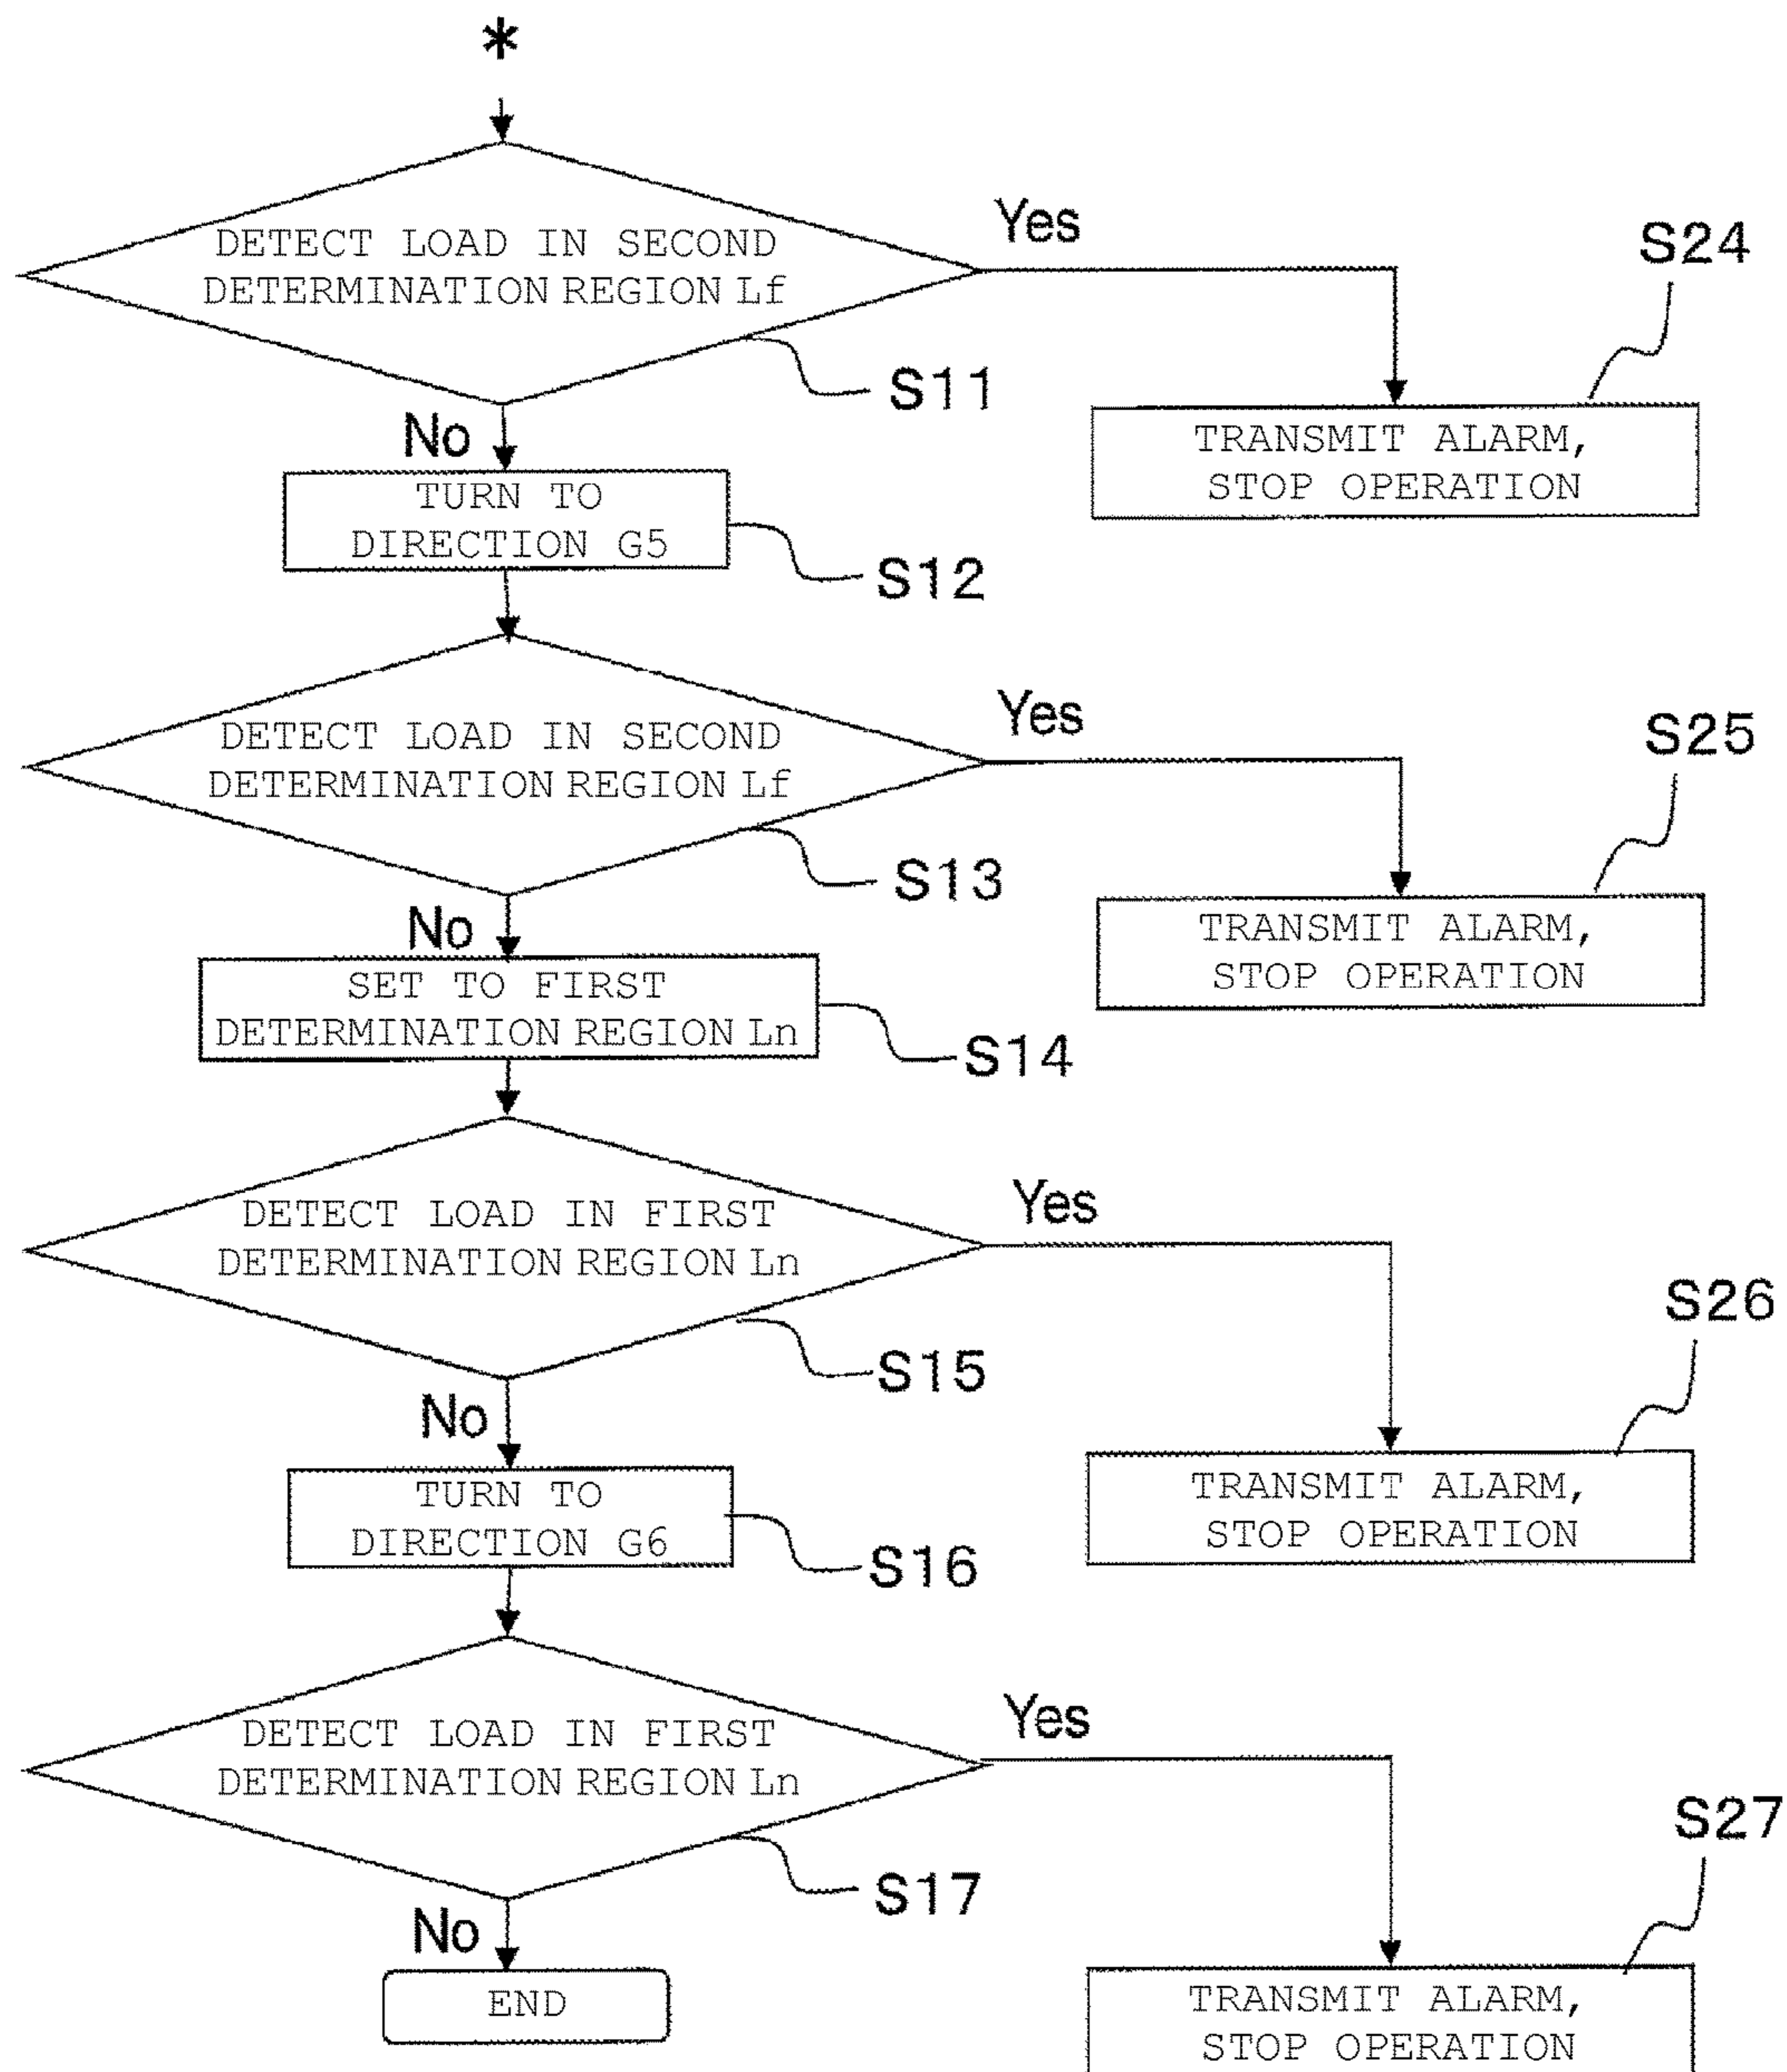 *
DETECT LOAD IN SECOND
DETERMINATION REGION Lf
Yes
S24
S11
No
TRANSMIT ALARM,
STOP OPERATION
TURN TO
DIRECTION G5
S12
DETECT LOAD IN SECOND
DETERMINATION REGION Lf
Yes
S25
S13
No
TRANSMIT ALARM,
STOP OPERATION
SET TO FIRST
DETERMINATION REGION Ln
S14
DETECT LOAD IN FIRST
DETERMINATION REGION Ln
Yes
S26
S15
No
TRANSMIT ALARM,
STOP OPERATION
TURN TO
DIRECTION G6
S16
DETECT LOAD IN FIRST
DETERMINATION REGION Ln
Yes
S27
S17
No
TRANSMIT ALARM,
STOP OPERATION
END